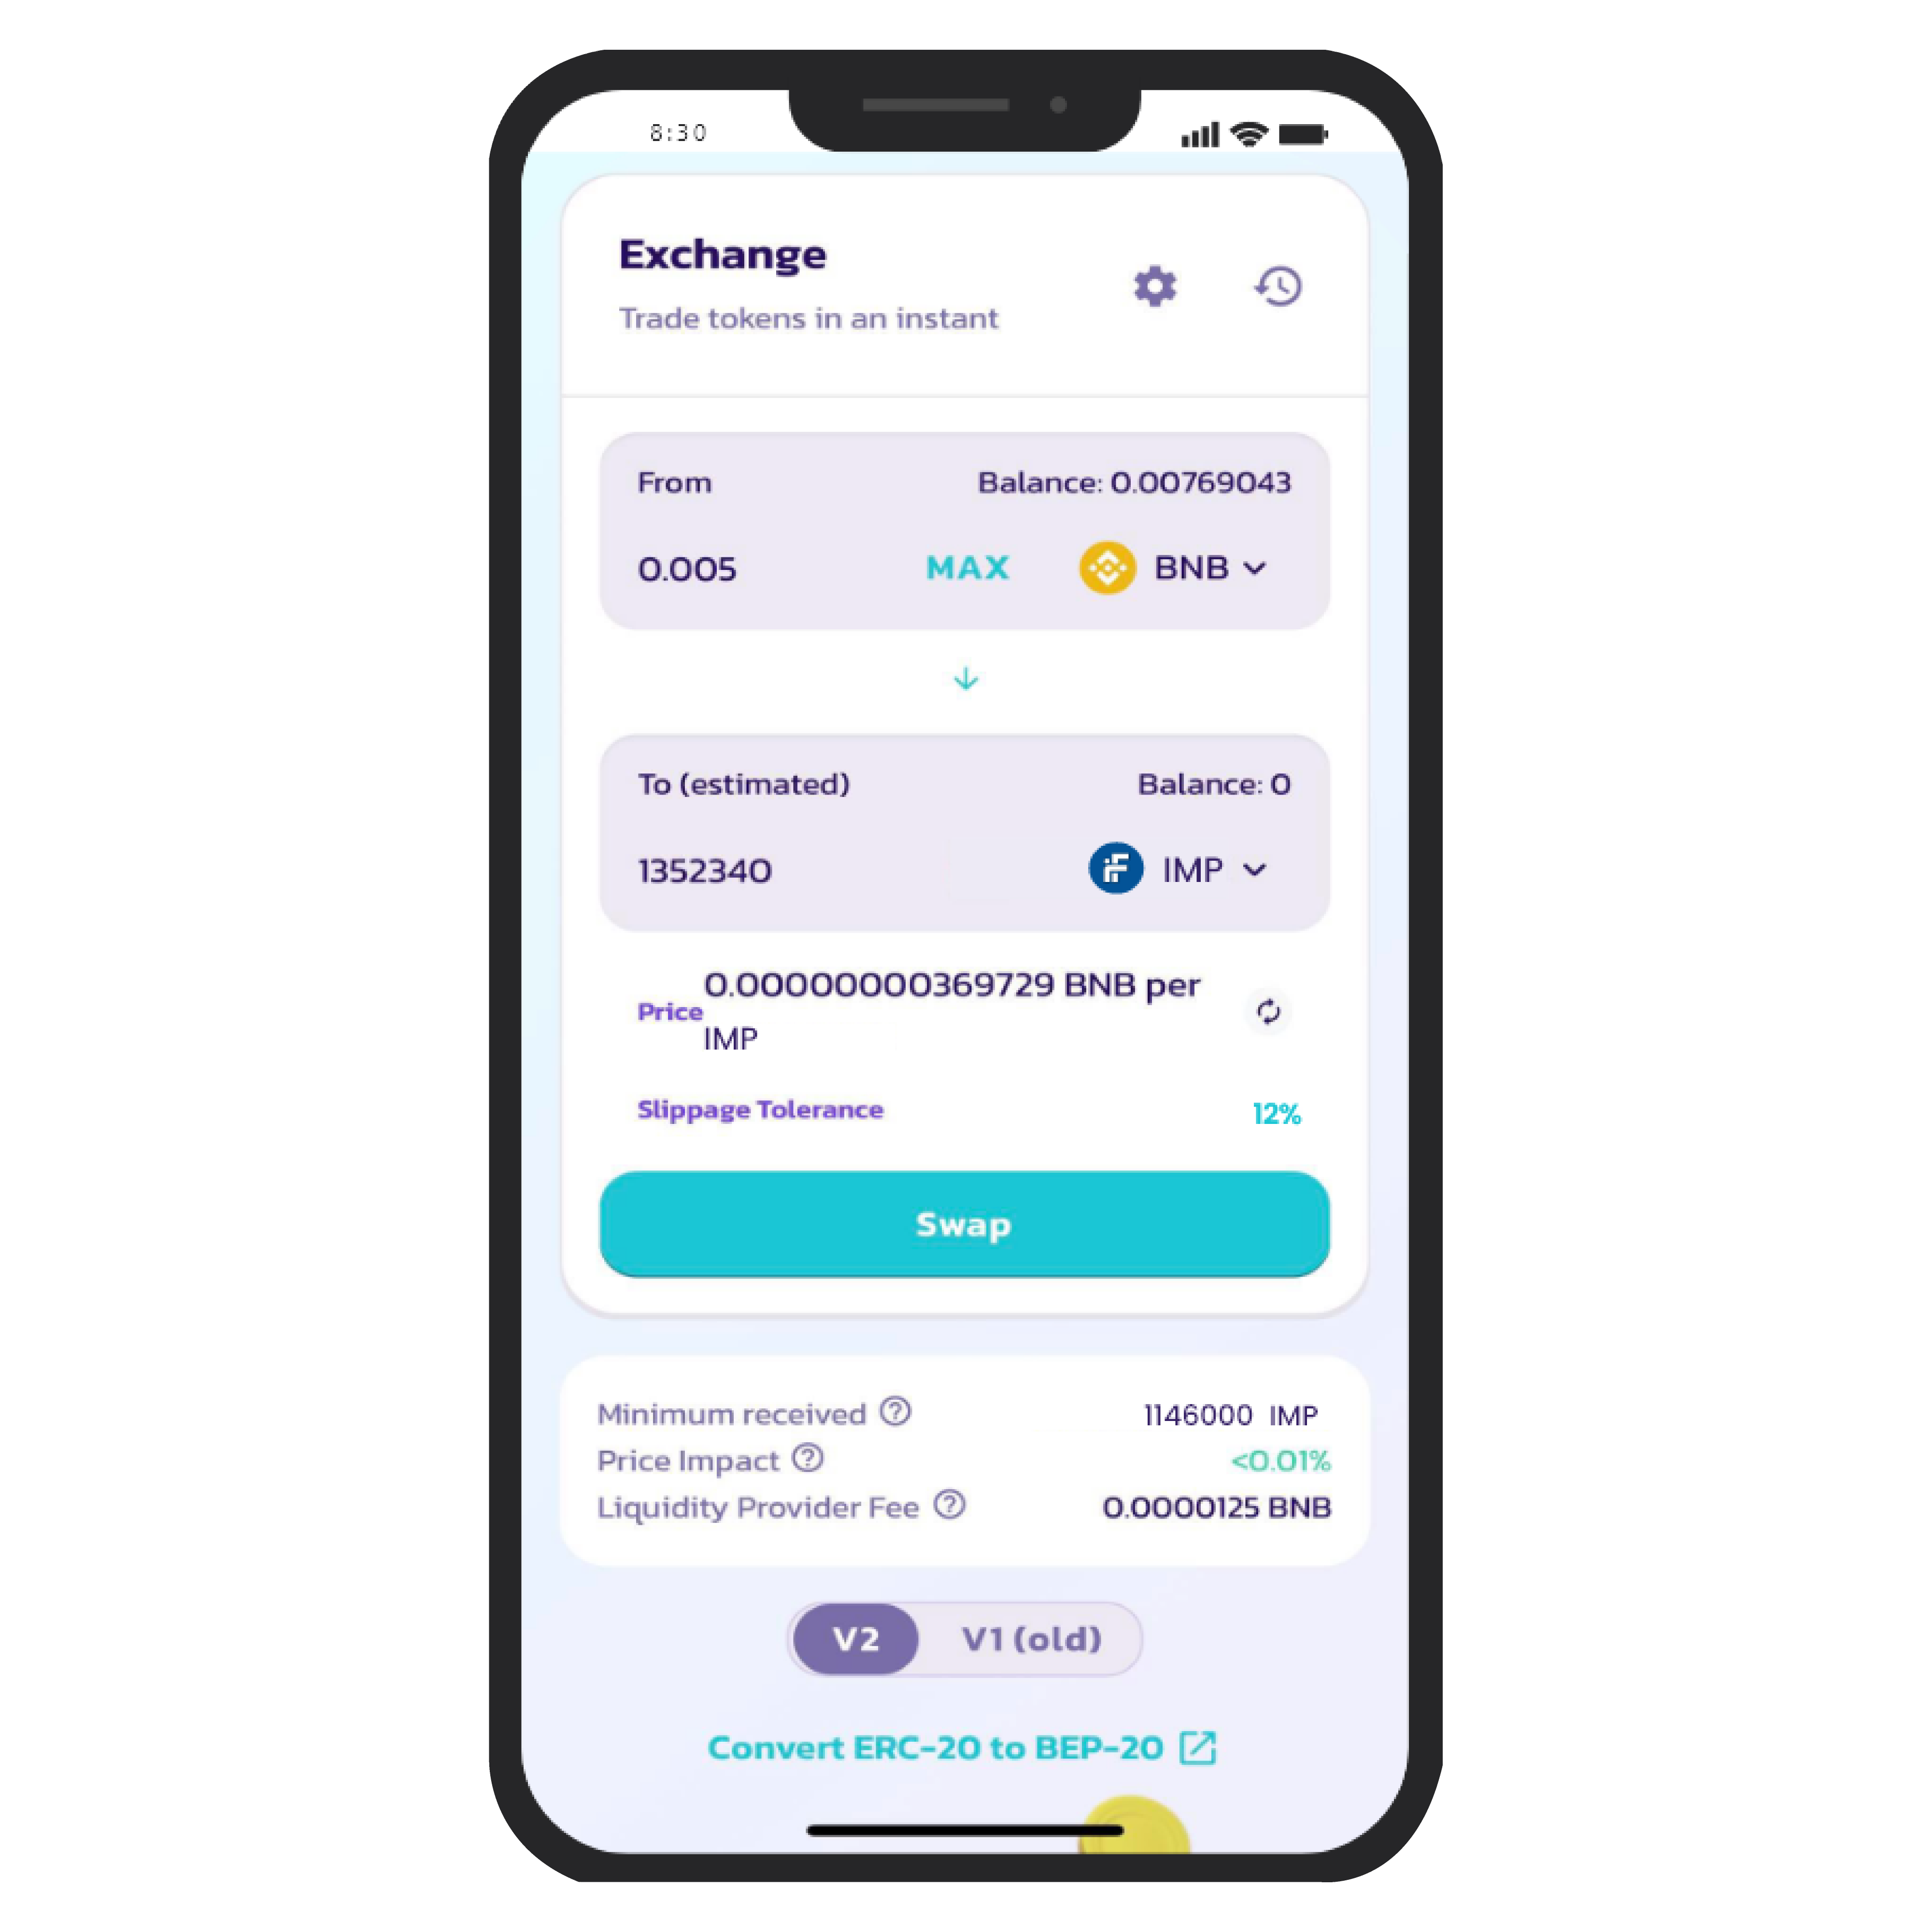 8:30
Exchange
Trade tokens in an instant
From Balance: 0.00769043
0.005 MAX BNB
To (estimated) Balance: 0
1352340 IMP
Price 0.00000000369729 BNB per
IMP
Slippage Tolerance 12%
Swap
Minimum received 1146000 IMP
Price Impact <0.01%
Liquidity Provider Fee 0.0000125 BNB
V2 V1 (old)
Convert ERC-20 to BEP-20